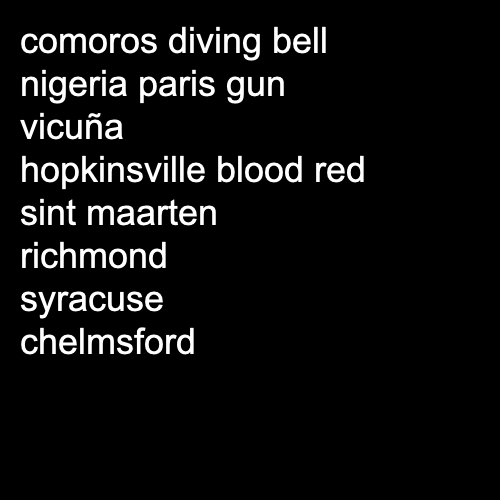 comoros diving bell
nigeria paris gun
vicuña
hopkinsville blood red
sint maarten
richmond
syracuse
chelmsford